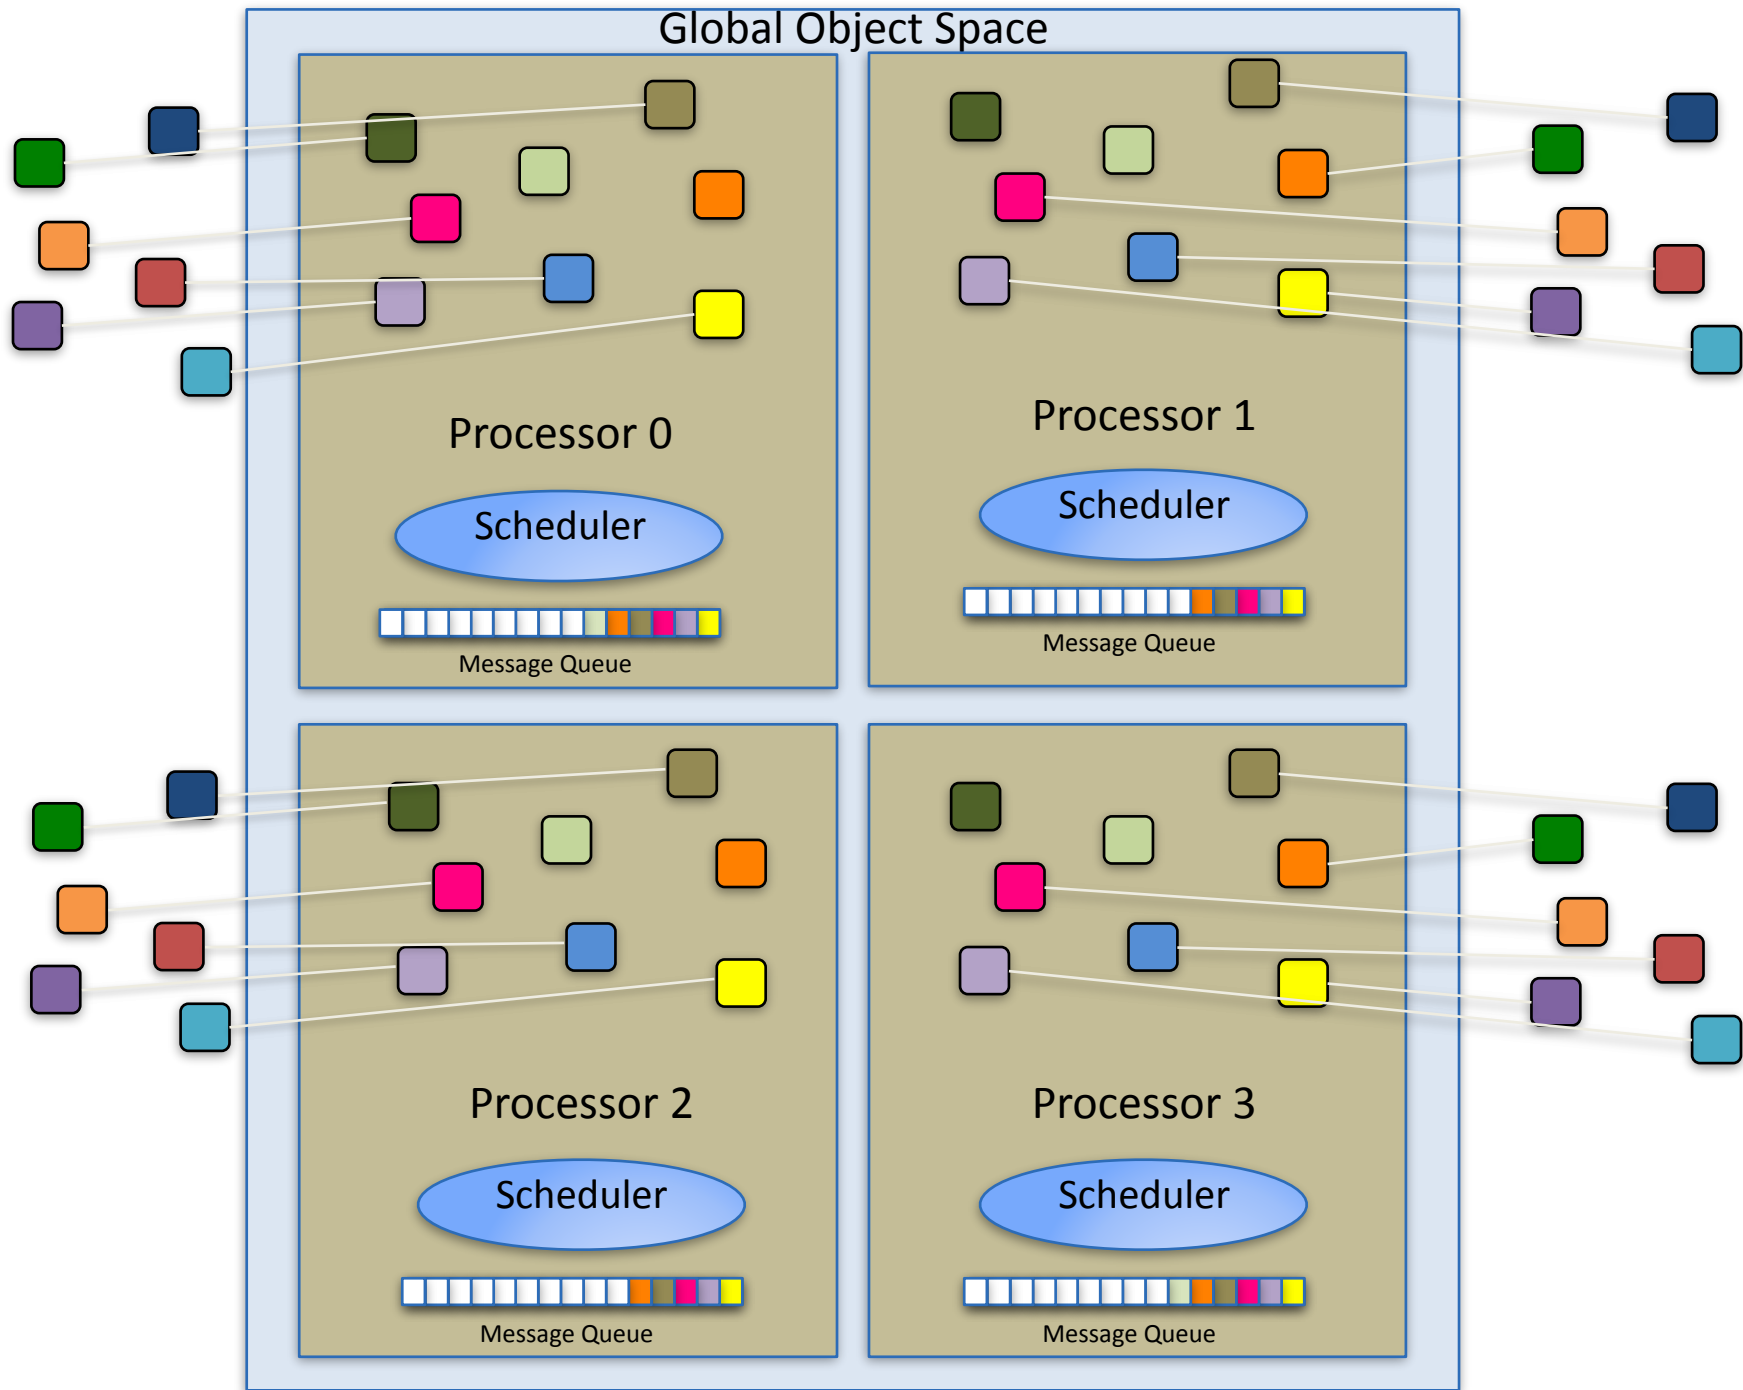 Global Object Space
Processor 0
Scheduler
Message Queue
Processor 1
Scheduler
Message Queue
Processor 2
Scheduler
Message Queue
Processor 3
Scheduler
Message Queue